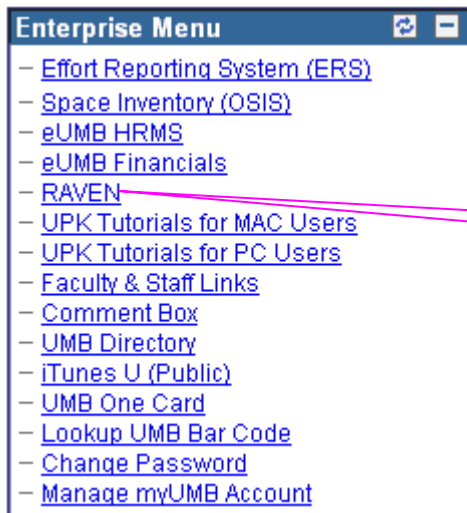 Enterprise Menu
– Effort Reporting System (ERS)
– Space Inventory (OSIS)
– eUMB HRMS
– eUMB Financials
– RAVEN
– UPK Tutorials for MAC Users
– UPK Tutorials for PC Users
– Faculty & Staff Links
– Comment Box
– UMB Directory
– iTunes U (Public)
– UMB One Card
– Lookup UMB Bar Code
– Change Password
– Manage myUMB Account